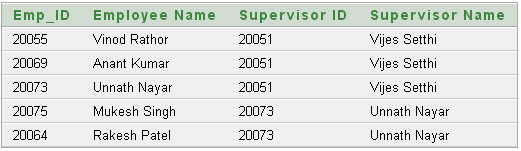 Emp_ID Employee Name Supervisor ID Supervisor Name
20055 Vinod Rathor 20051 Vijes Setthi
20069 Anant Kumar 20051 Vijes Setthi
20073 Unnath Nayar 20051 Vijes Setthi
20075 Mukesh Singh 20073 Unnath Nayar
20064 Rakesh Patel 20073 Unnath Nayar